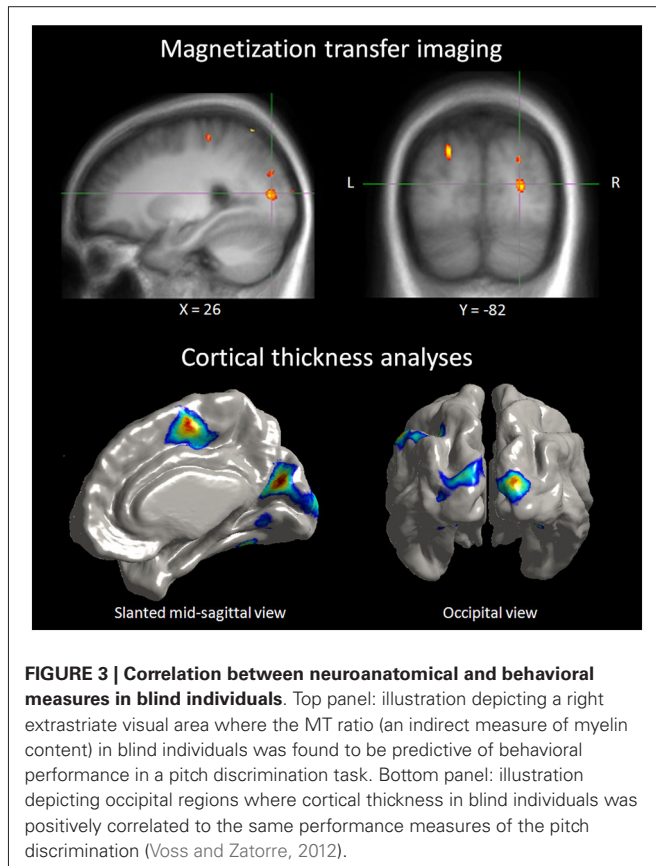 Magnetization transfer imaging
L
R
X = 26
Y = -82
Cortical thickness analyses
Slanted mid-sagittal view
Occipital view
FIGURE 3 | Correlation between neuroanatomical and behavioral
measures in blind individuals. Top panel: illustration depicting a right
extrastriate visual area where the MT ratio (an indirect measure of myelin
content) in blind individuals was found to be predictive of behavioral
performance in a pitch discrimination task. Bottom panel: illustration
depicting occipital regions where cortical thickness in blind individuals was
positively correlated to the same performance measures of the pitch
discrimination (Voss and Zatorre, 2012).